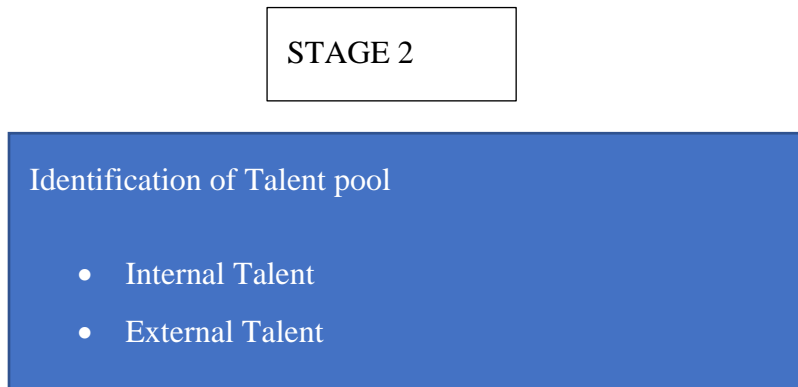 STAGE 2
Identification of Talent pool
• Internal Talent
• External Talent